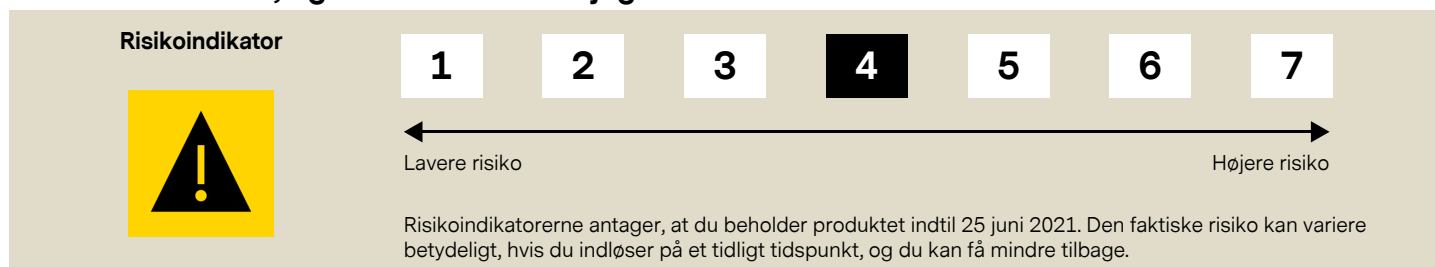 Risikoindikator
1 2 3 4 5 6 7
Lavere risiko Højere risiko
Risikoindikatorerne antager, at du beholder produktet indtil 25 juni 2021. Den faktiske risiko kan variere
betydeligt, hvis du indløser på et tidligt tidspunkt, og du kan få mindre tilbage.